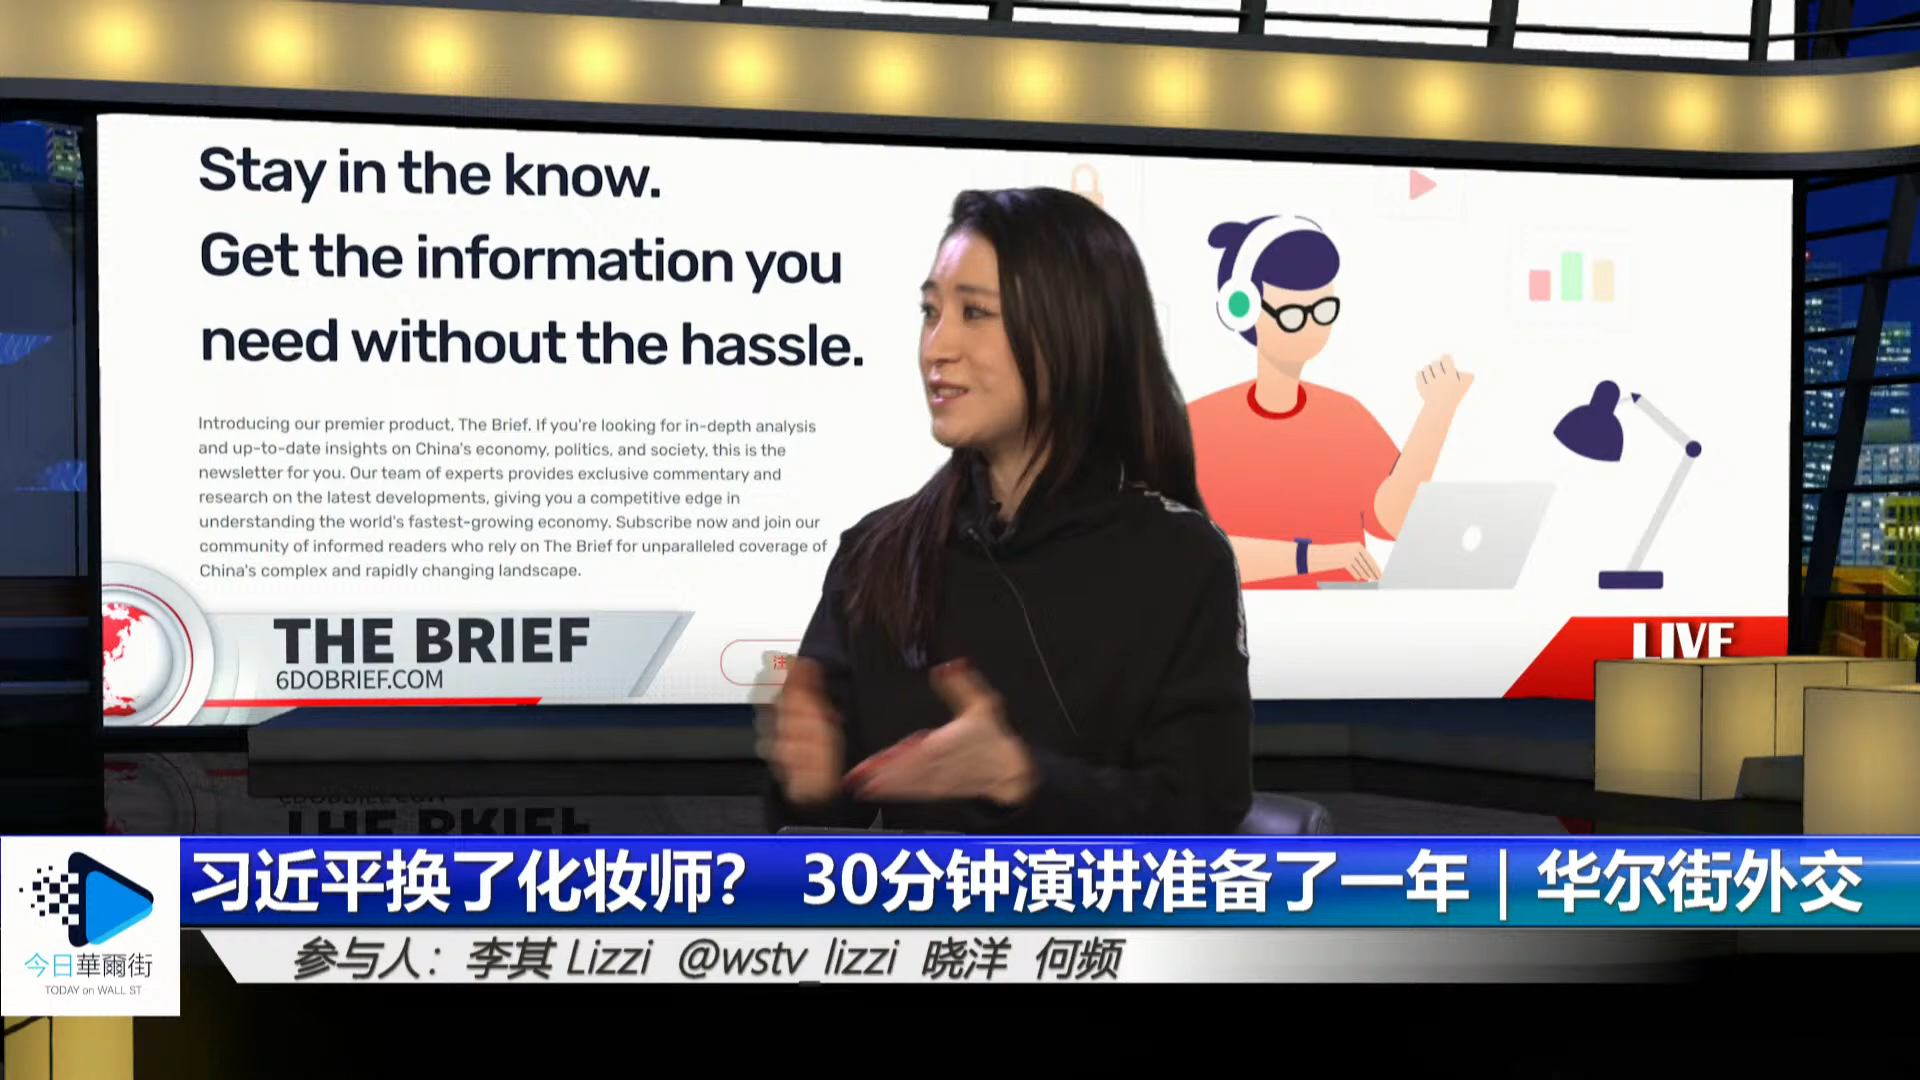 Stay in the know.
Get the information you
need without the hassle.
Introducing our premier product, The Brief. If you're looking for in-depth analysis
and up-to-date insights on China's economy, politics, and society, this is the
newsletter for you. Our team of experts provides exclusive commentary and
research on the latest developments, giving you a competitive edge in
understanding the world's fastest-growing economy. Subscribe now and join our
community of informed readers who rely on The Brief for unparalleled coverage of
China's complex and rapidly changing landscape.
THE BRIEF
6DOBRIEF.COM
注
LIVE
习近平换了化妆师? 30分钟演讲准备了一年｜华尔街外交
参与人：李其 Lizzi @wstv_lizzi 晓洋 何频
今日華爾街
TODAY on WALL ST